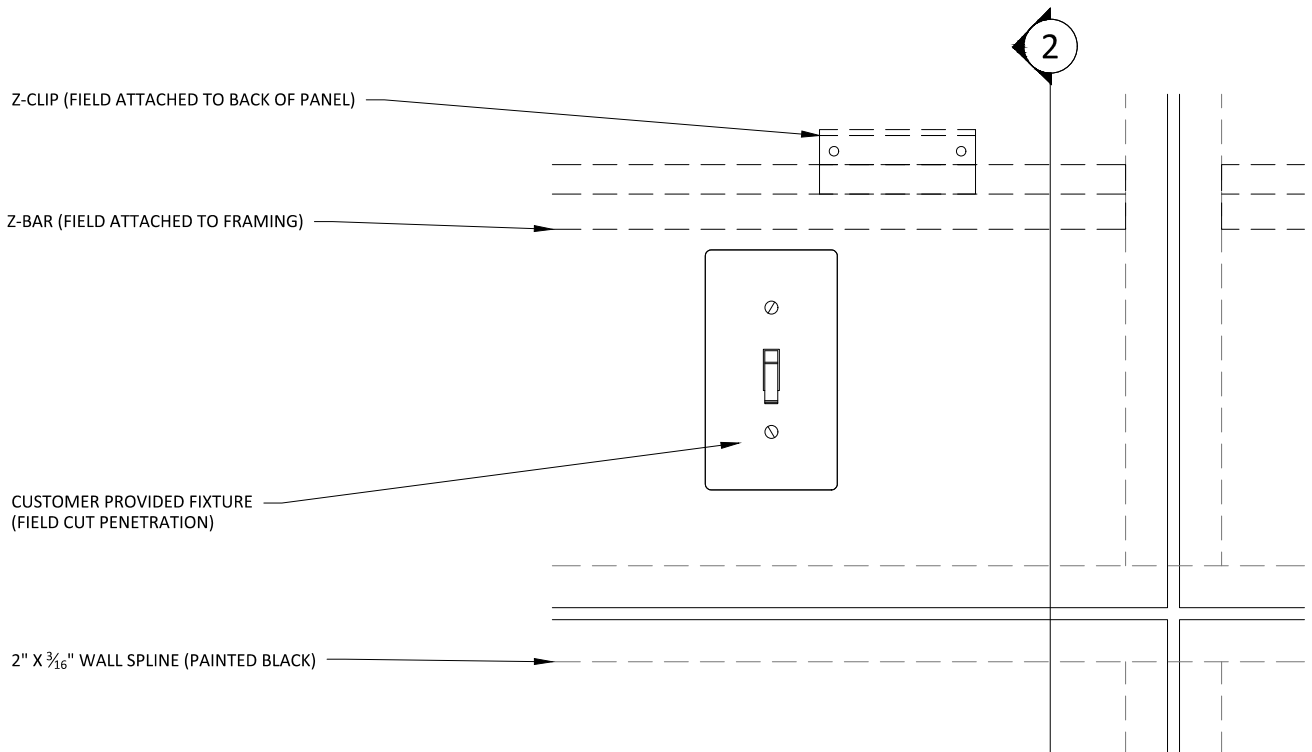 2
Z-CLIP (FIELD ATTACHED TO BACK OF PANEL)
Z-BAR (FIELD ATTACHED TO FRAMING)
CUSTOMER PROVIDED FIXTURE
(FIELD CUT PENETRATION)
2" X 3⁄16" WALL SPLINE (PAINTED BLACK)